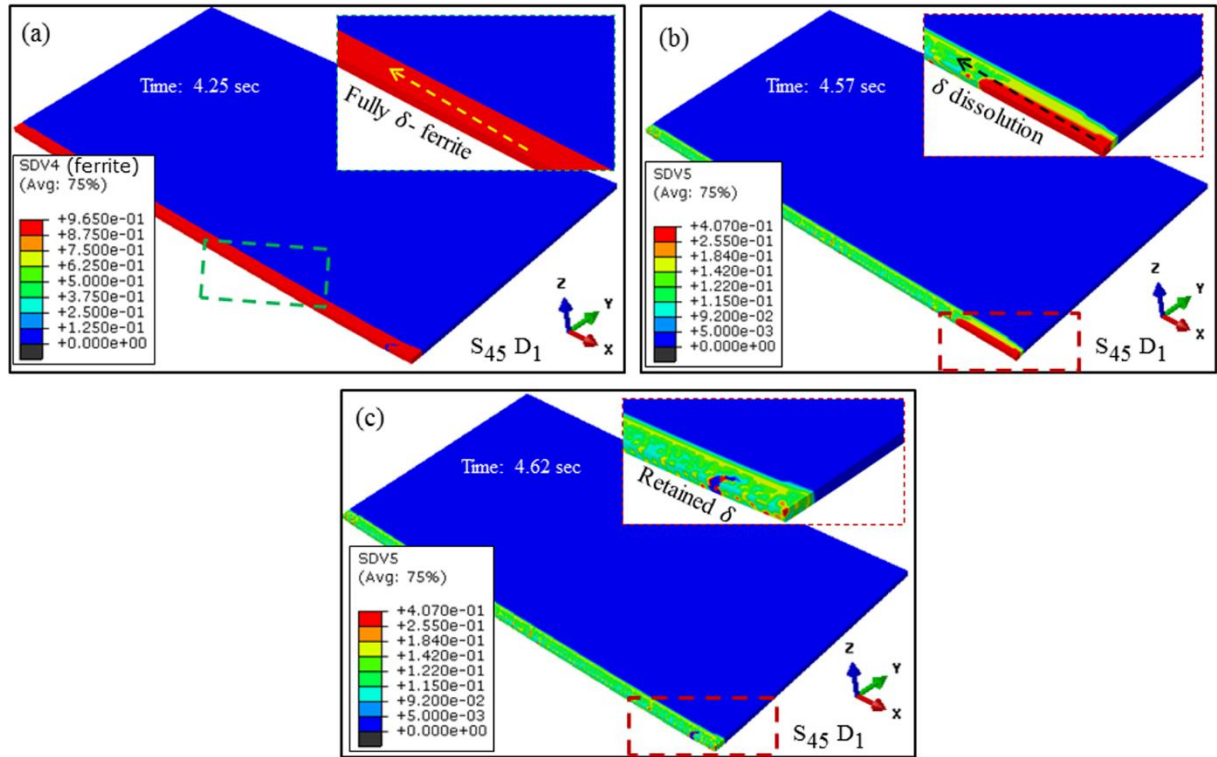 (a)
Time: 4.25 sec
Fully δ- ferrite
SDV4 (ferrite)
(Avg: 75%)
+9.650e-01
+8.750e-01
+7.500e-01
+6.250e-01
+5.000e-01
+3.750e-01
+2.500e-01
+1.250e-01
+0.000e+00
Z
Y
X
S45 D1
(b)
Time: 4.57 sec
δ dissolution
SDV5
(Avg: 75%)
+4.070e-01
+2.550e-01
+1.840e-01
+1.420e-01
+1.220e-01
+1.150e-01
+9.200e-02
+5.000e-03
+0.000e+00
Z
Y
X
S45 D1
(c)
Time: 4.62 sec
Retained δ
SDV5
(Avg: 75%)
+4.070e-01
+2.550e-01
+1.840e-01
+1.420e-01
+1.220e-01
+1.150e-01
+9.200e-02
+5.000e-03
+0.000e+00
Z
Y
X
S45 D1